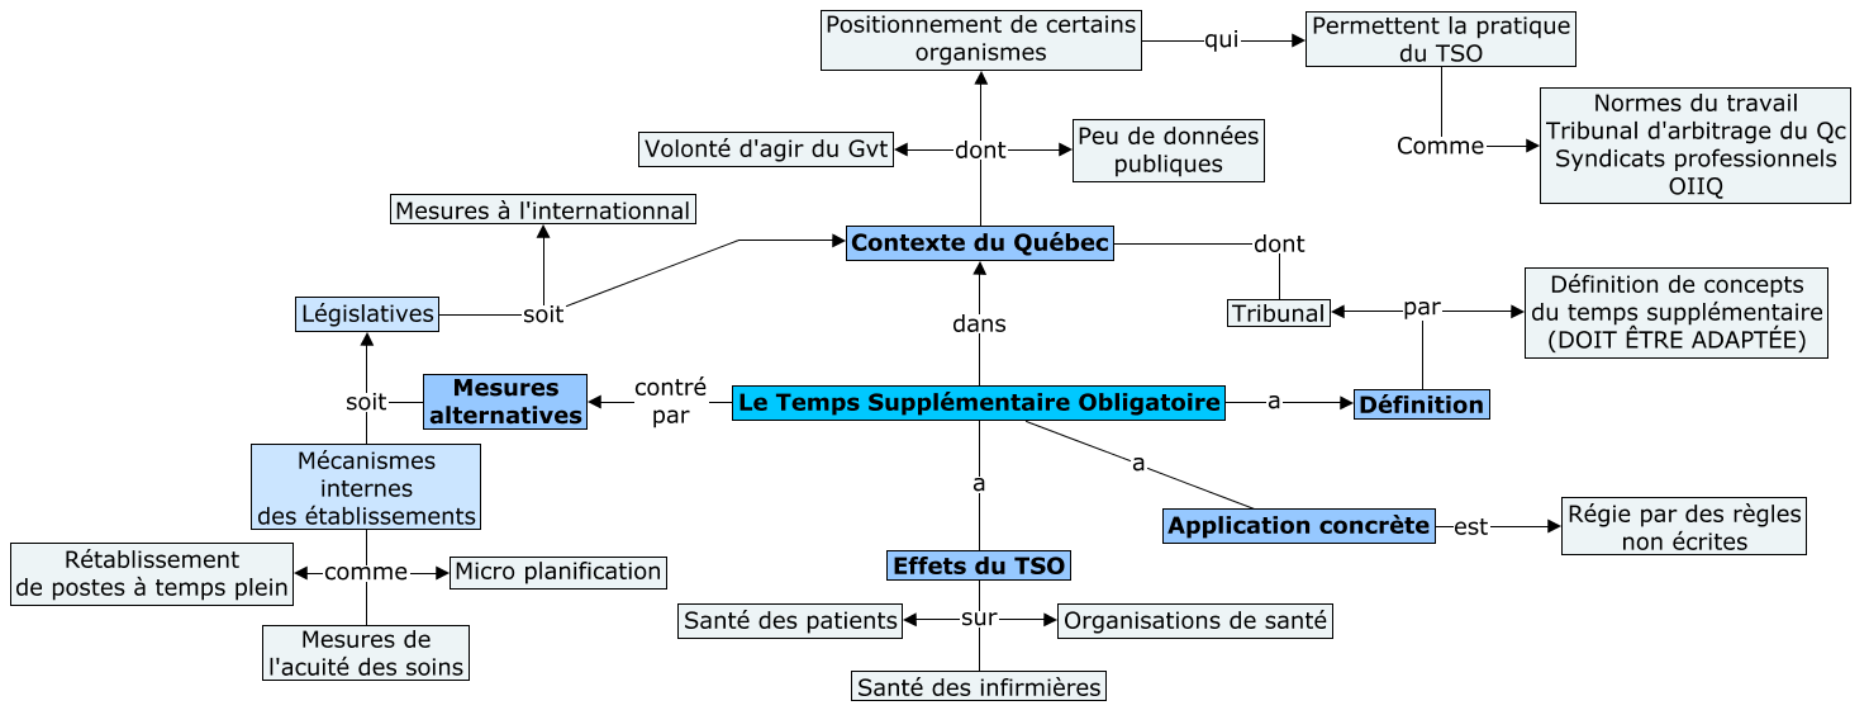 Positionnement de certains
organismes
qui
Permettent la pratique
du TSO
Normes du travail
Tribunal d'arbitrage du Qc
Syndicats professionnels
OIIQ
Comme
Volonté d'agir du Gvt
dont
Peu de données
publiques
Mesures à l'internationnal
Contexte du Québec
dont
Législatives
soit
Tribunal
par
Définition de concepts
du temps supplémentaire
(DOIT ÊTRE ADAPTÉE)
dans
Mesures
alternatives
soit
contré
par
Le Temps Supplémentaire Obligatoire
a
Définition
Mécanismes
internes
des établissements
a
a
Application concrète
est
Régie par des règles
non écrites
Rétablissement
de postes à temps plein
comme
Micro planification
Effets du TSO
Mesures de
l'acuité des soins
Santé des patients
sur
Organisations de santé
Santé des infirmières